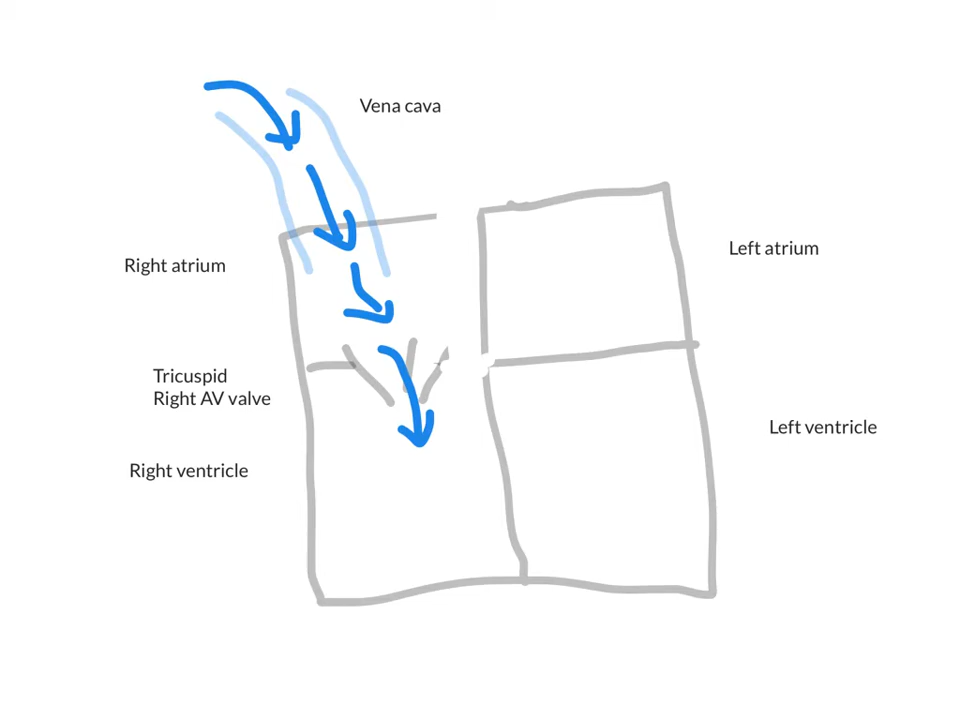 Vena cava
Left atrium
Right atrium
Tricuspid
Right AV valve
Left ventricle
Right ventricle